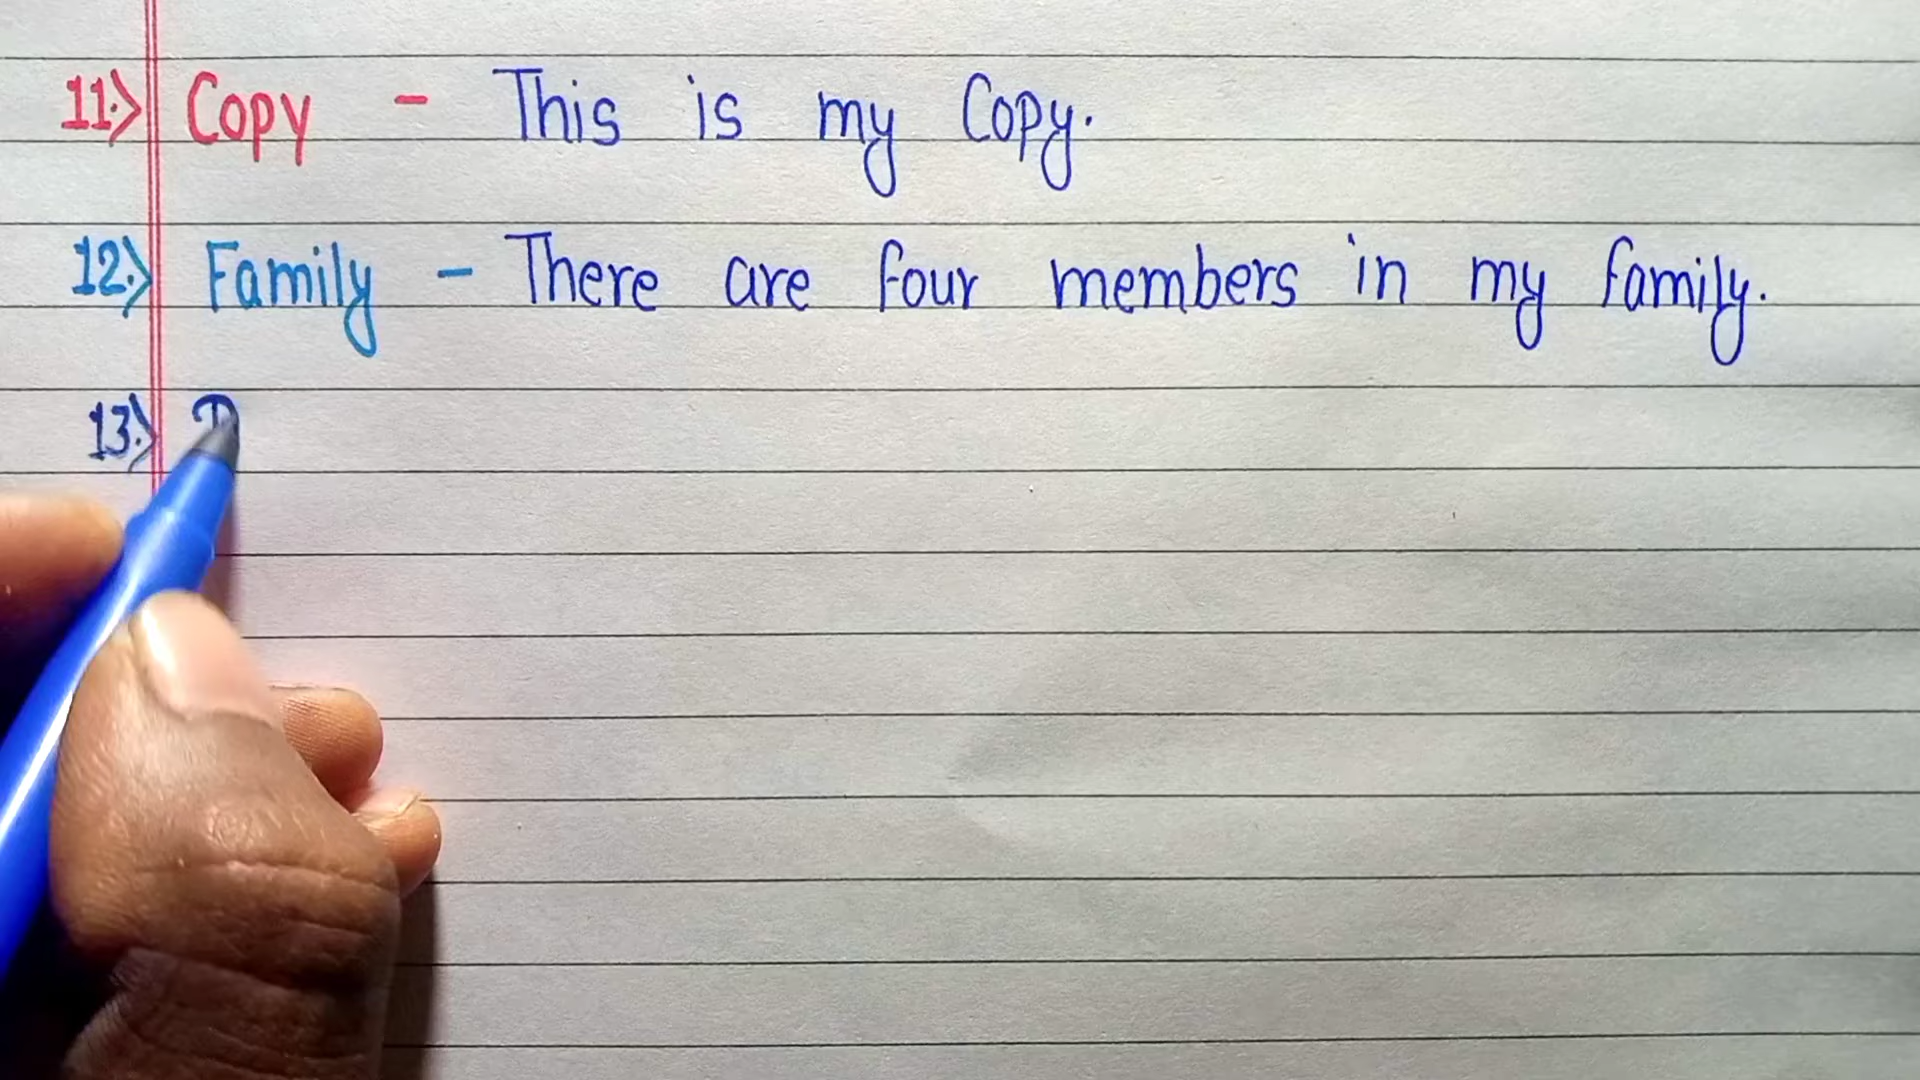 11.) Copy - This is my Copy.
12.) Family - There are four members in my family.
13.)